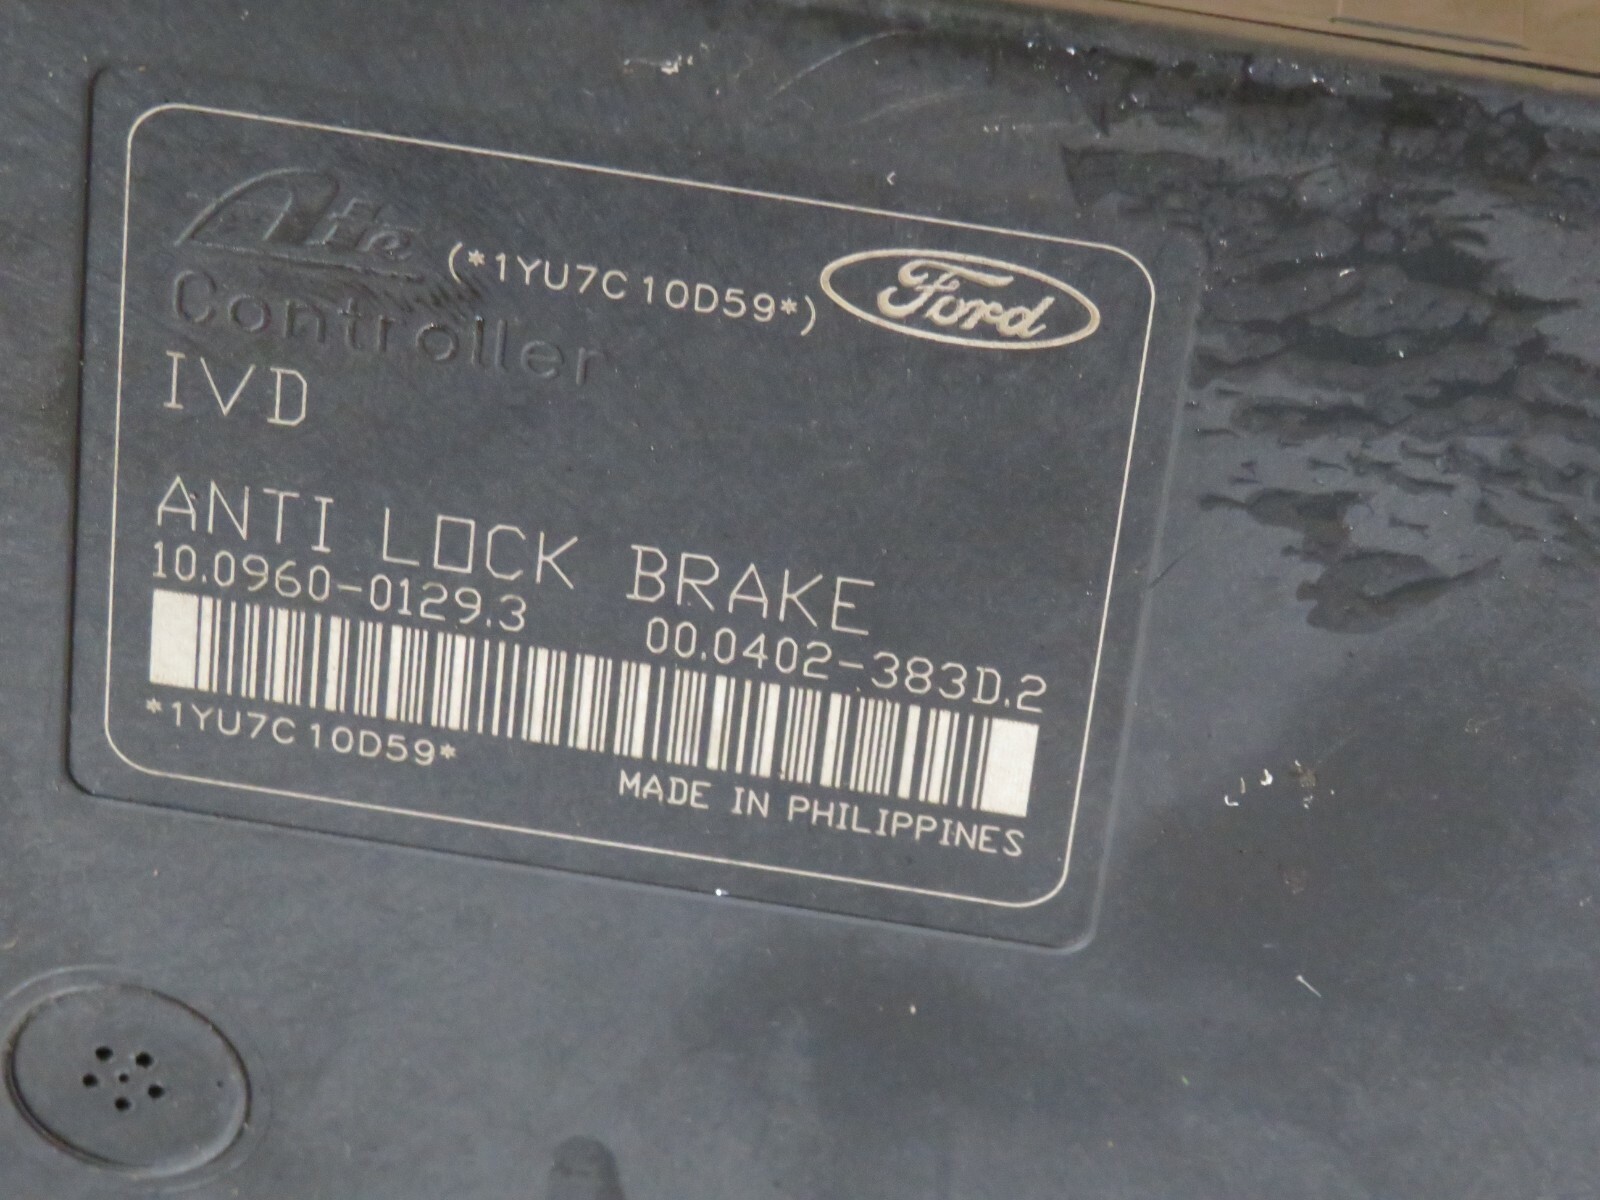 Ate
(*1YU7C10D59*)
Ford
Controller
IVD
ANTI LOCK BRAKE
10.0960-0129.3
00.0402-383D.2
*1YU7C10D59*
MADE IN PHILIPPINES